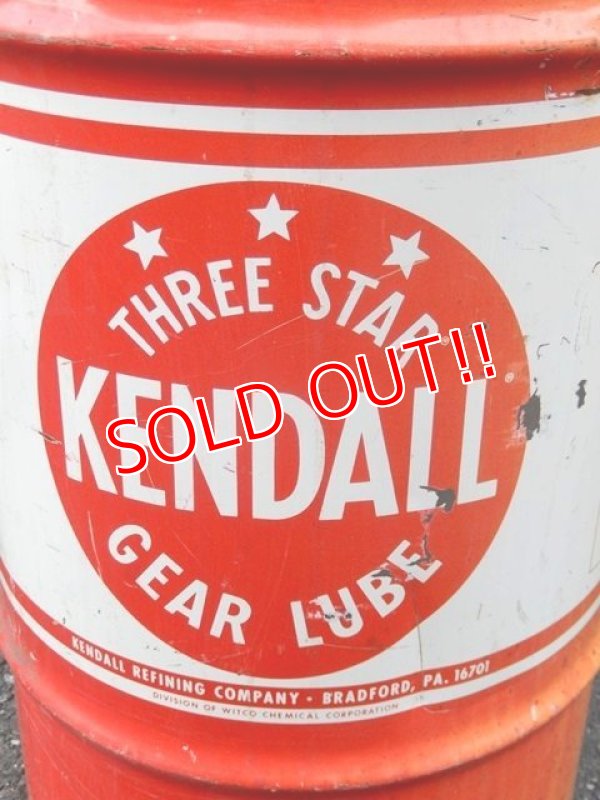 THREE STAR
KENDALL
GEAR LUBE
SOLD OUT!!
KENDALL REFINING COMPANY · BRADFORD, PA. 16701
DIVISION OF WITCO CHEMICAL CORPORATION